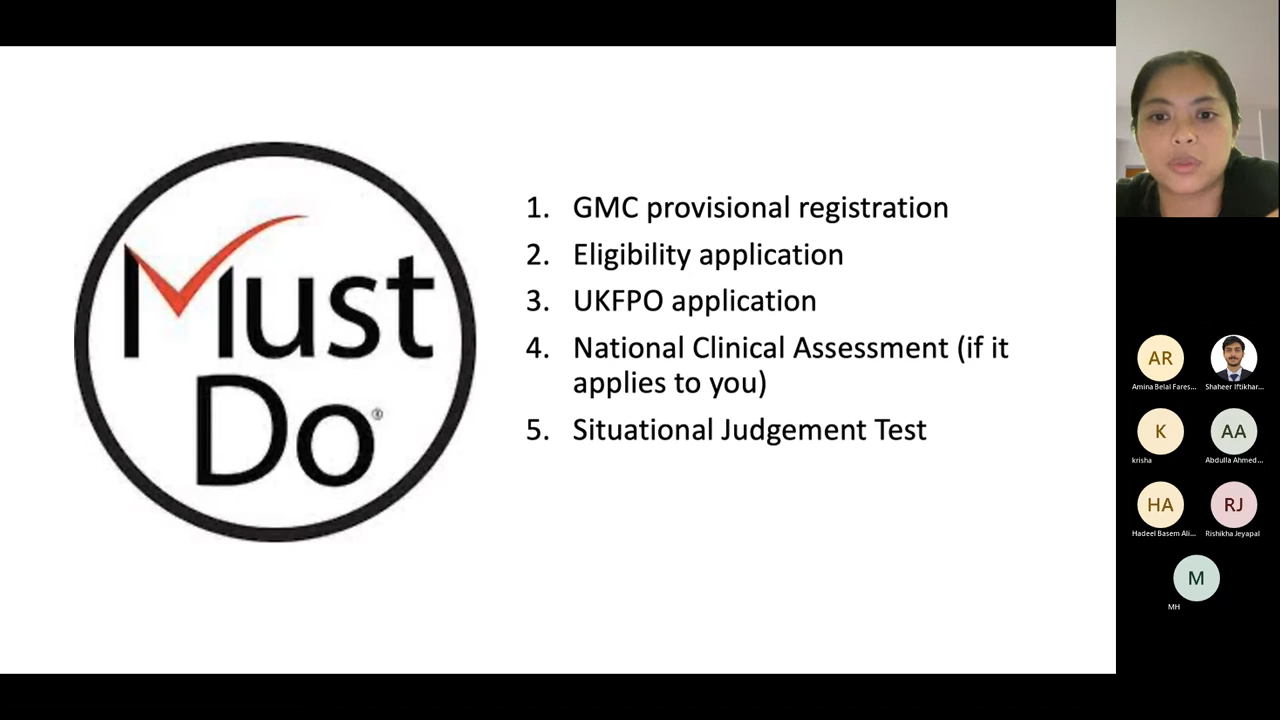 Must
Do®
1. GMC provisional registration
2. Eligibility application
3. UKFPO application
4. National Clinical Assessment (if it
applies to you)
5. Situational Judgement Test
AR
Amina Belal Fares...
Shaheer Iftikhar...
K
krisha
AA
Abdulla Ahmed...
HA
Hadeel Basem Ali...
RJ
Rishikha Jeyapal
M
MH